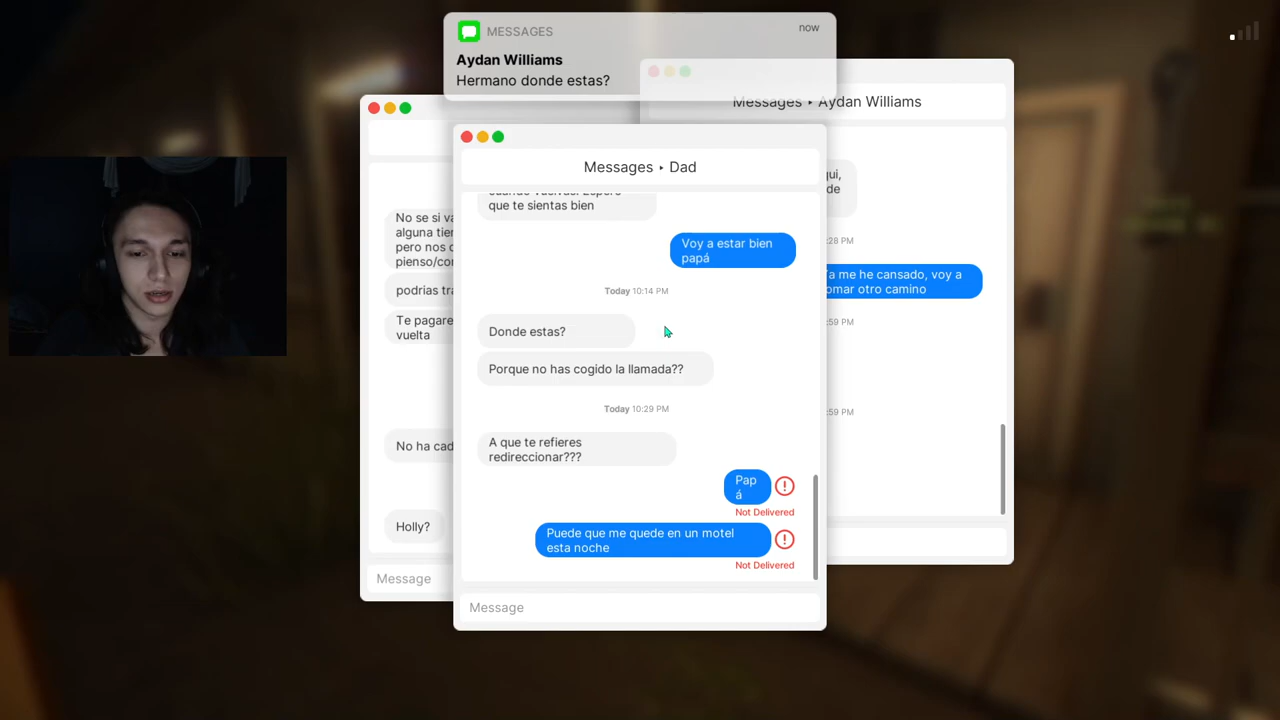 MESSAGES
now
Aydan Williams
Hermano donde estas?
Messages ▸ Aydan Williams
Messages ▸ Dad
que te sientas bien
Voy a estar bien
papá
Today 10:14 PM
Donde estas?
Porque no has cogido la llamada??
Today 10:29 PM
A que te refieres
redireccionar???
Pap
á
Not Delivered
Puede que me quede en un motel
esta noche
Not Delivered
Message
No se si va
alguna tier
pero nos
pienso/cor
podrias tra
Te pagare
vuelta
No ha cad
Holly?
Message
qui,
de
:28 PM
Ya me he cansado, voy a
tomar otro camino
:59 PM
:59 PM